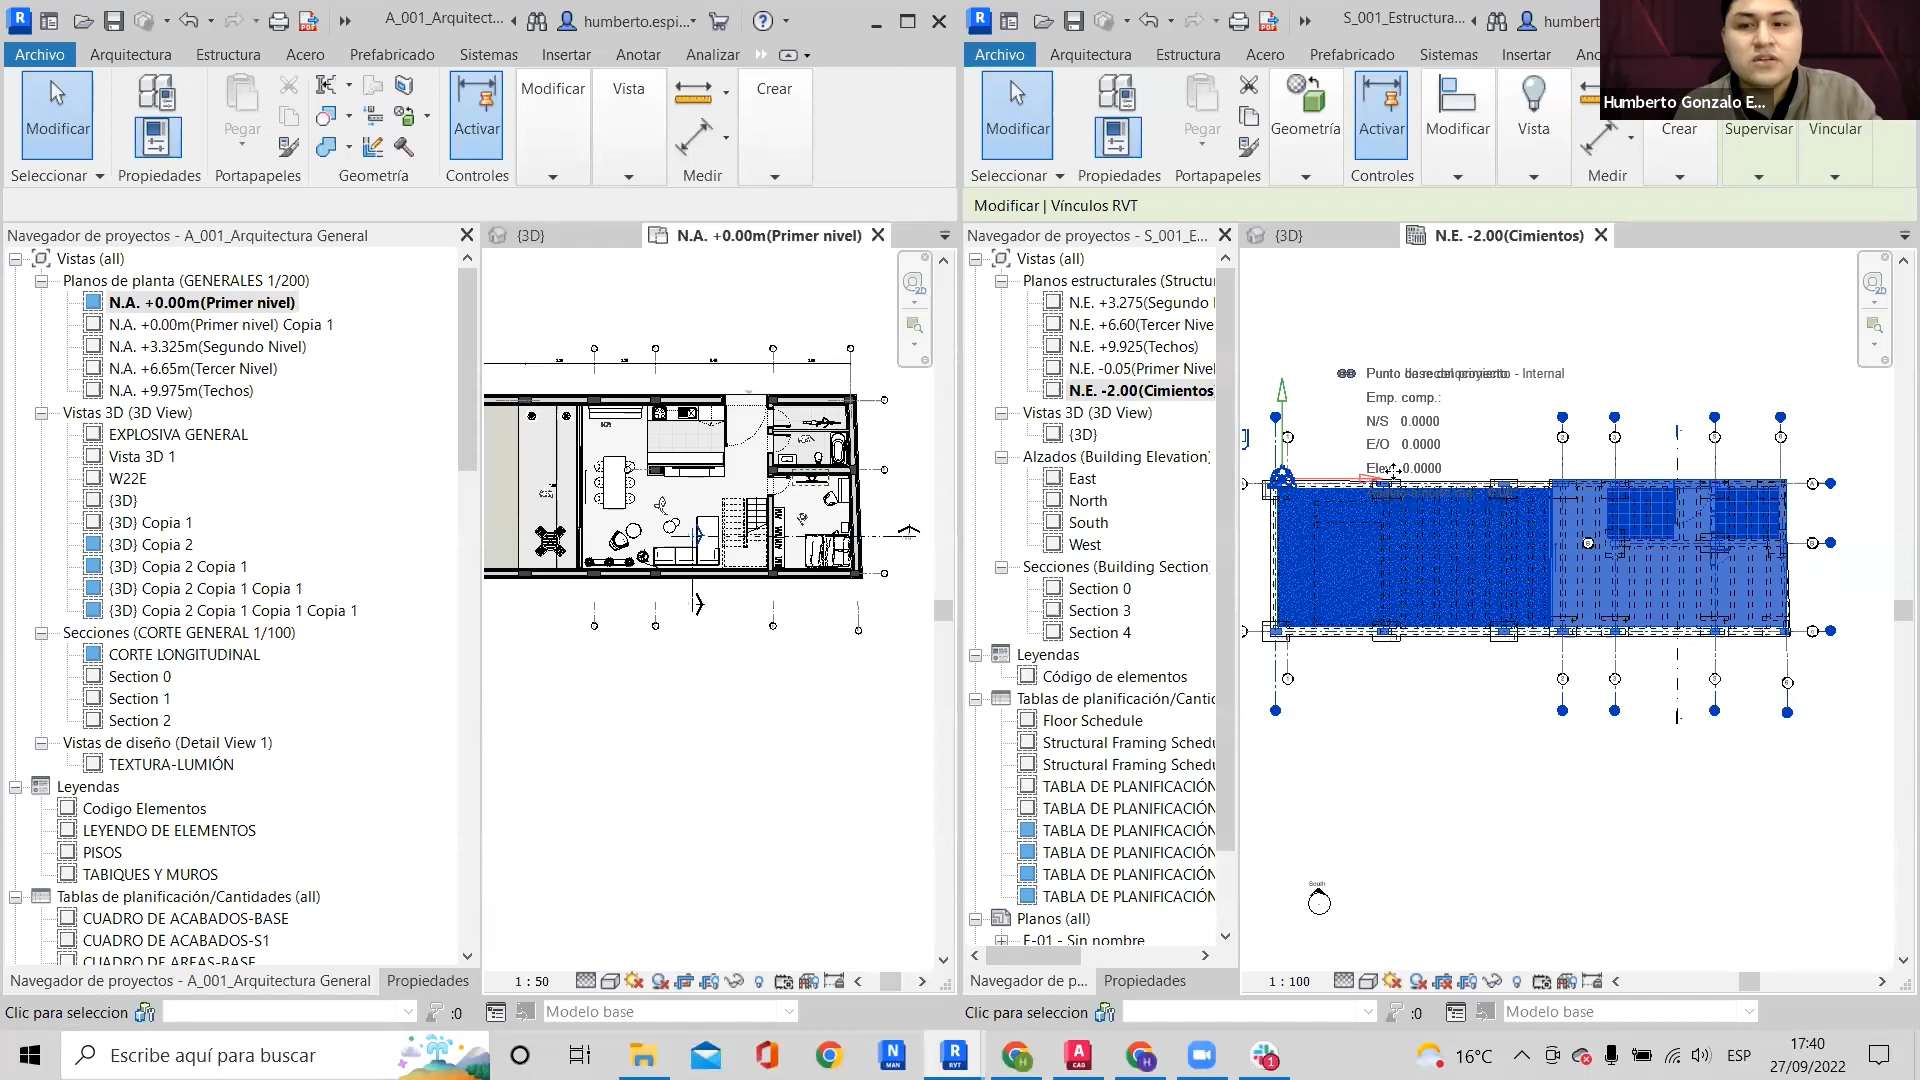 A_001_Arquitect...
humberto.espi...
Archivo
Arquitectura
Estructura
Acero
Prefabricado
Sistemas
Insertar
Anotar
Analizar
Modificar
Pegar
Activar
Modificar
Vista
Crear
Seleccionar
Propiedades
Portapapeles
Geometría
Controles
Medir
Navegador de proyectos - A_001_Arquitectura General
Vistas (all)
Planos de planta (GENERALES 1/200)
N.A. +0.00m(Primer nivel)
N.A. +0.00m(Primer nivel) Copia 1
N.A. +3.325m(Segundo Nivel)
N.A. +6.65m(Tercer Nivel)
N.A. +9.975m(Techos)
Vistas 3D (3D View)
EXPLOSIVA GENERAL
Vista 3D 1
W22E
{3D}
{3D} Copia 1
{3D} Copia 2
{3D} Copia 2 Copia 1
{3D} Copia 2 Copia 1 Copia 1
{3D} Copia 2 Copia 1 Copia 1 Copia 1
Secciones (CORTE GENERAL 1/100)
CORTE LONGITUDINAL
Section 0
Section 1
Section 2
Vistas de diseño (Detail View 1)
TEXTURA-LUMIÓN
Leyendas
Codigo Elementos
LEYENDO DE ELEMENTOS
PISOS
TABIQUES Y MUROS
Tablas de planificación/Cantidades (all)
CUADRO DE ACABADOS-BASE
CUADRO DE ACABADOS-S1
CUADRO DE AREAS-BASE
Navegador de proyectos - A_001_Arquitectura General
Propiedades
{3D}
N.A. +0.00m(Primer nivel)
2D
1 : 50
Clic para seleccion
:0
Modelo base
S_001_Estructura...
humbert
Archivo
Arquitectura
Estructura
Acero
Prefabricado
Sistemas
Insertar
Humberto Gonzalo E...
Modificar
Pegar
Geometría
Activar
Modificar
Vista
Crear
Supervisar
Vincular
Seleccionar
Propiedades
Portapapeles
Controles
Medir
Modificar | Vínculos RVT
Navegador de proyectos - S_001_E...
Vistas (all)
Planos estructurales (Structur
N.E. +3.275(Segundo
N.E. +6.60(Tercer Nive
N.E. +9.925(Techos)
N.E. -0.05(Primer Nivel
N.E. -2.00(Cimientos
Vistas 3D (3D View)
{3D}
Alzados (Building Elevation)
East
North
South
West
Secciones (Building Section)
Section 0
Section 3
Section 4
Leyendas
Código de elementos
Tablas de planificación/Cantic
Floor Schedule
Structural Framing Schedu
Structural Framing Schedu
TABLA DE PLANIFICACIÓN
TABLA DE PLANIFICACIÓN
TABLA DE PLANIFICACIÓN
TABLA DE PLANIFICACIÓN
TABLA DE PLANIFICACIÓN
TABLA DE PLANIFICACIÓN
Planos (all)
E-01 - Sin nombre
Navegador de p...
Propiedades
{3D}
N.E. -2.00(Cimientos)
2D
Punto base del proyecto - Internal
Emp. comp.:
N/S 0.0000
E/O 0.0000
Elev. 0.0000
South
1 : 100
Clic para seleccion
:0
Modelo base
Escribe aquí para buscar
16°C
ESP
17:40
27/09/2022